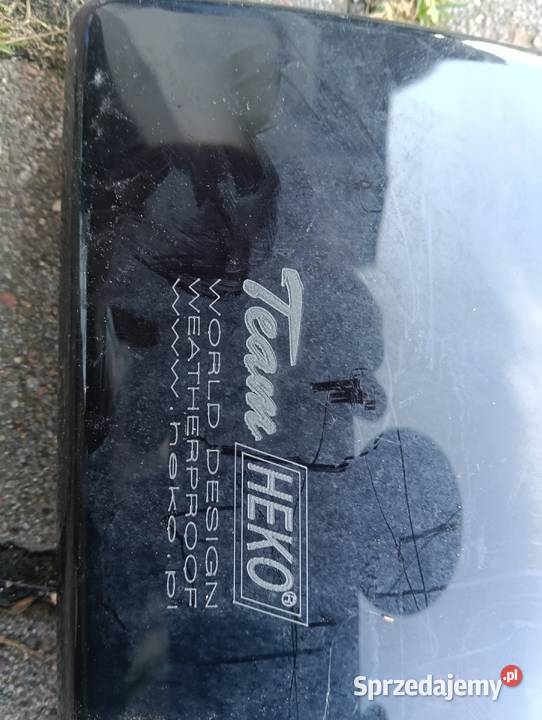 Team HEKO®
WORLD DESIGN
WEATHERPROOF
www.heko.pl
Sprzedajemy.pl